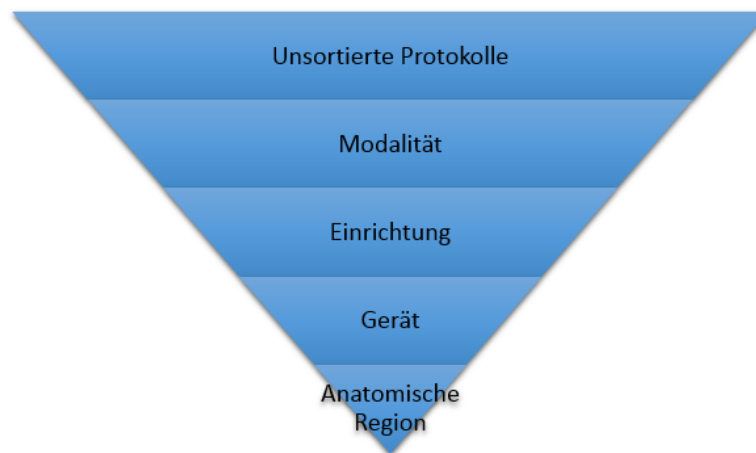 Unsortierte Protokolle
Modalität
Einrichtung
Gerät
Anatomische
Region